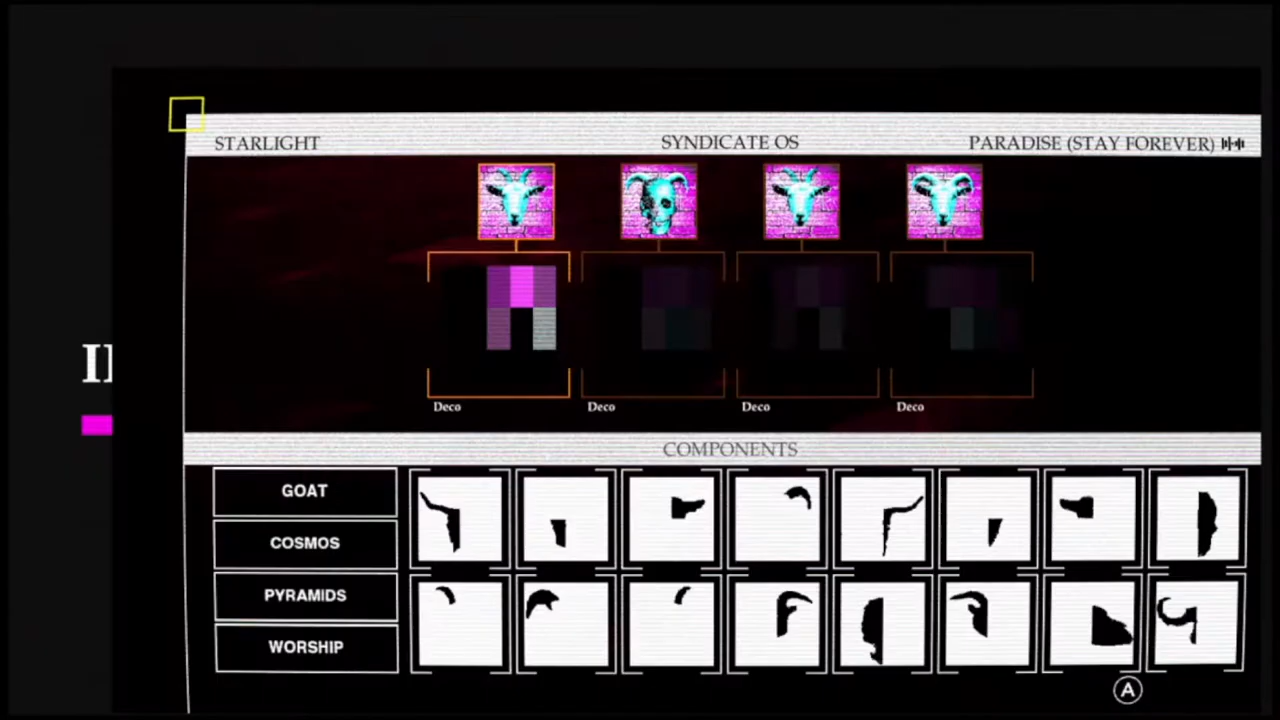 STARLIGHT
SYNDICATE OS
PARADISE (STAY FOREVER)
Deco
Deco
Deco
Deco
COMPONENTS
GOAT
COSMOS
PYRAMIDS
WORSHIP
A